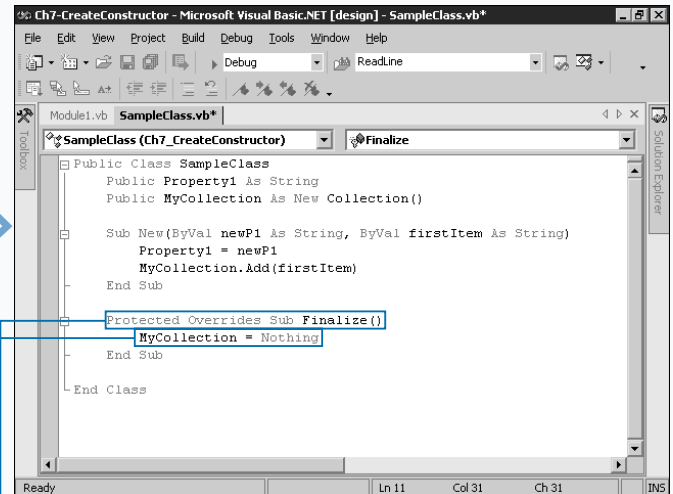 Ch7-CreateConstructor - Microsoft Visual Basic.NET [design] - SampleClass.vb*
File Edit View Project Build Debug Tools Window Help
Debug ReadLine
Module1.vb SampleClass.vb*
Toolbox
SampleClass (Ch7_CreateConstructor) Finalize
Solution Explorer
Public Class SampleClass
Public Property1 As String
Public MyCollection As New Collection()
Sub New(ByVal newP1 As String, ByVal firstItem As String)
Property1 = newP1
MyCollection.Add(firstItem)
End Sub
Protected Overrides Sub Finalize()
MyCollection = Nothing
End Sub
End Class
Ready Ln 11 Col 31 Ch 31 INS